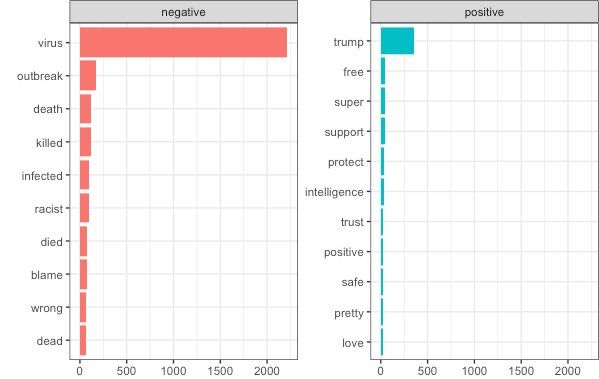 negative
virus
outbreak
death
killed
infected
racist
died
blame
wrong
dead
0 500 1000 1500 2000
positive
trump
free
super
support
protect
intelligence
trust
positive
safe
pretty
love
0 500 1000 1500 2000